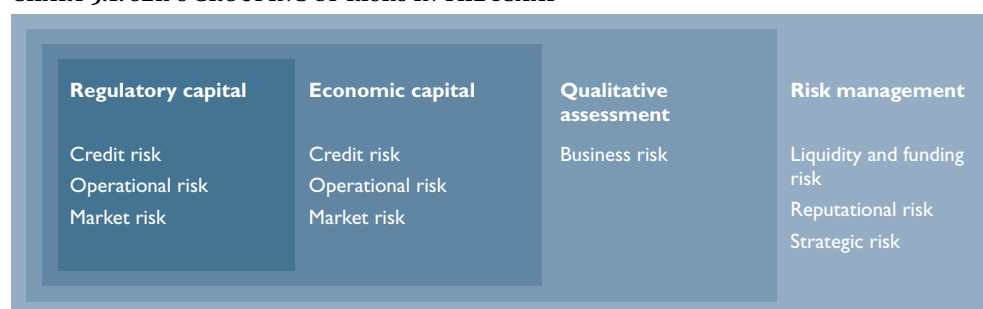 Regulatory capital
Credit risk
Operational risk
Market risk
Economic capital
Credit risk
Operational risk
Market risk
Qualitative
assessment
Business risk
Risk management
Liquidity and funding
risk
Reputational risk
Strategic risk